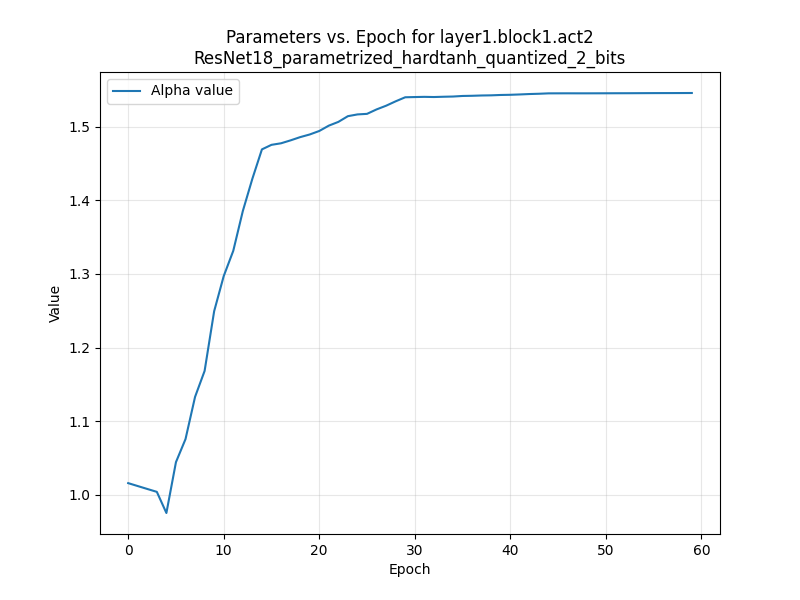 Parameters vs. Epoch for layer1.block1.act2
ResNet18_parametrized_hardtanh_quantized_2_bits
Alpha value
1.5
1.4
1.3
1.2
1.1
1.0
Value
0 10 20 30 40 50 60
Epoch